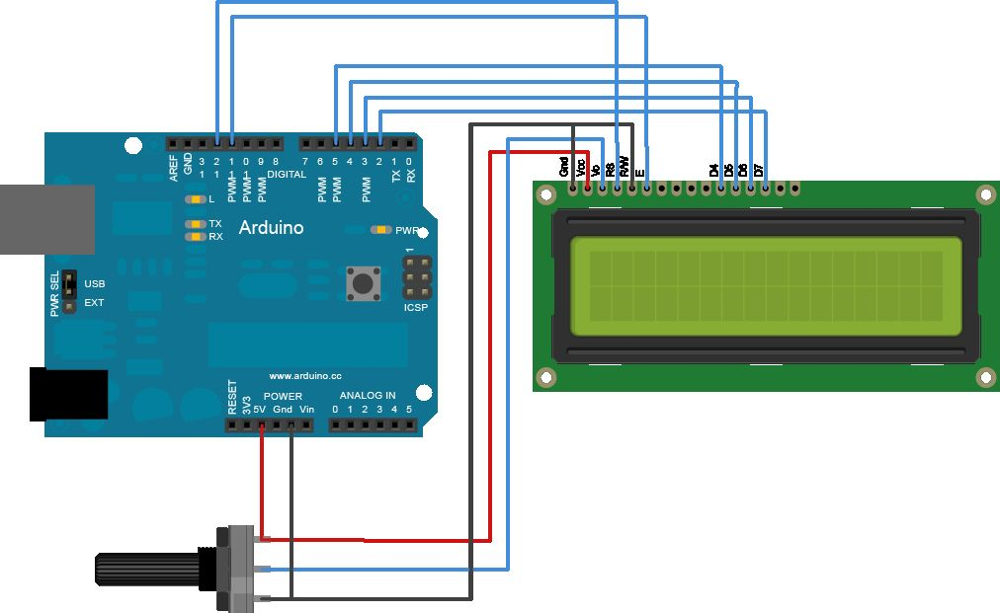 Gnd Vcc Vo RS R/W E D4 D5 D6 D7
AREF GND 13 12 11 10 9 8 7 6 5 4 3 2 1 0
PWM PWM PWM DIGITAL PWM PWM PWM TX RX
L
TX
RX
Arduino
PWR
1
ICSP
PWR SEL
USB
EXT
www.arduino.cc
RESET 3V3
POWER ANALOG IN
5V Gnd Vin 0 1 2 3 4 5